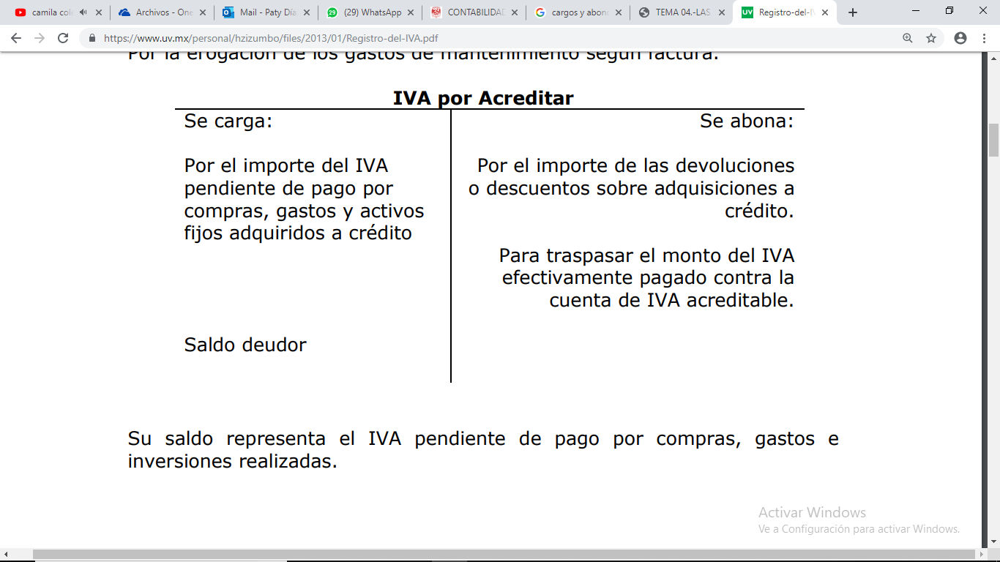 camila col
Archivos - One
Mail - Paty Día
(29) WhatsApp
CONTABILIDAD
cargos y abon
TEMA 04.-LAS
UV
Registro-del-IV
https://www.uv.mx/personal/hzizumbo/files/2013/01/Registro-del-IVA.pdf
Por la erogación de los gastos de mantenimiento según factura.
IVA por Acreditar
Se carga:
Por el importe del IVA
pendiente de pago por
compras, gastos y activos
fijos adquiridos a crédito
Saldo deudor
Se abona:
Por el importe de las devoluciones
o descuentos sobre adquisiciones a
crédito.
Para traspasar el monto del IVA
efectivamente pagado contra la
cuenta de IVA acreditable.
Su saldo representa el IVA pendiente de pago por compras, gastos e
inversiones realizadas.
Activar Windows
Ve a Configuración para activar Windows.